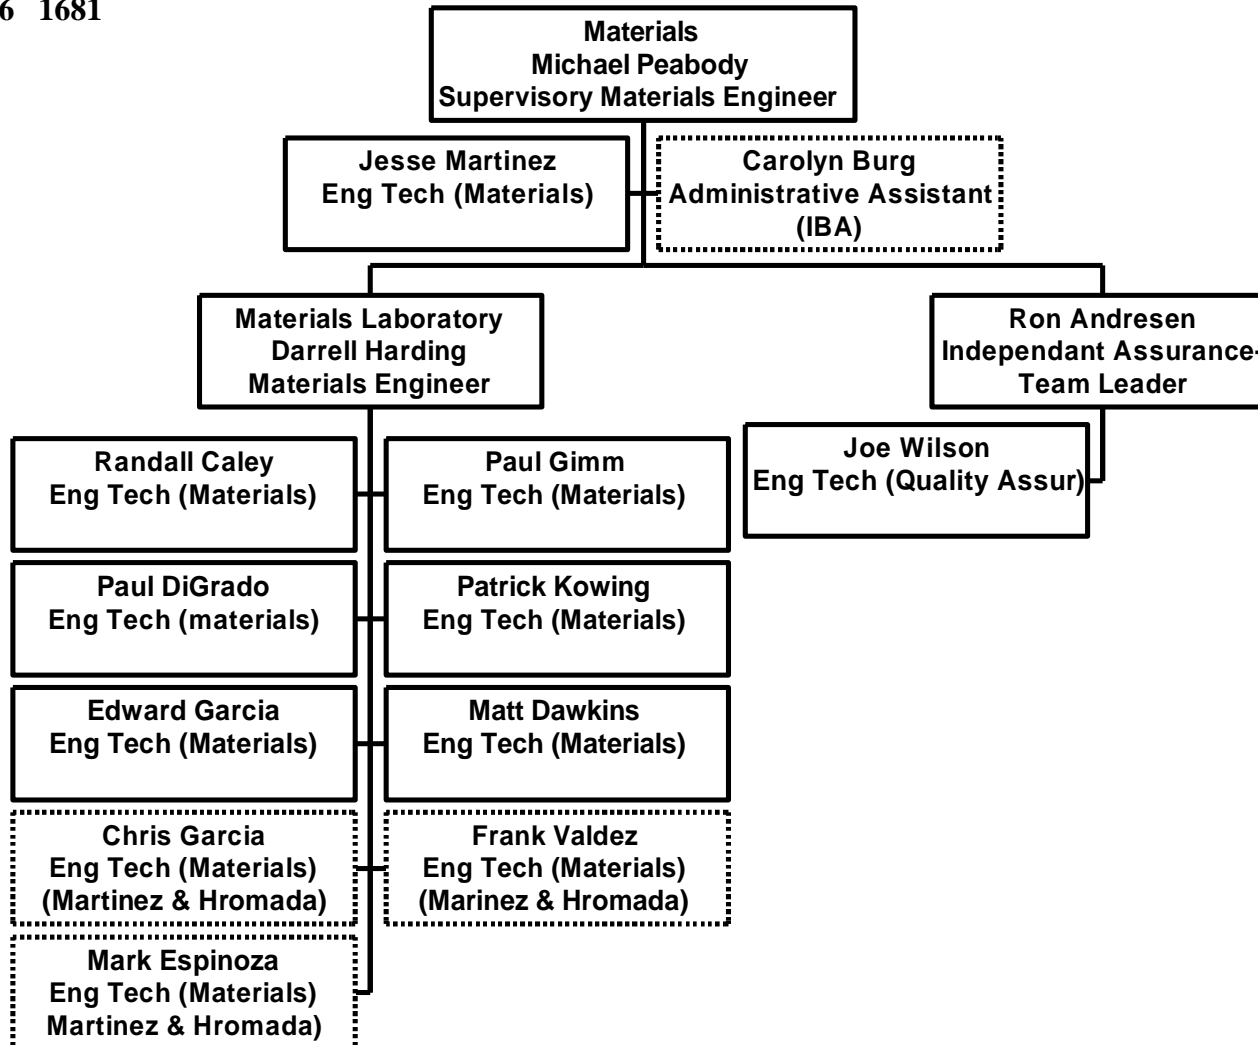 6 1681
Materials
Michael Peabody
Supervisory Materials Engineer
Jesse Martinez
Eng Tech (Materials)
Carolyn Burg
Administrative Assistant
(IBA)
Materials Laboratory
Darrell Harding
Materials Engineer
Ron Andresen
Independant Assurance-
Team Leader
Randall Caley
Eng Tech (Materials)
Paul Gimm
Eng Tech (Materials)
Joe Wilson
Eng Tech (Quality Assur)
Paul DiGrado
Eng Tech (materials)
Patrick Kowing
Eng Tech (Materials)
Edward Garcia
Eng Tech (Materials)
Matt Dawkins
Eng Tech (Materials)
Chris Garcia
Eng Tech (Materials)
(Martinez & Hromada)
Frank Valdez
Eng Tech (Materials)
(Marinez & Hromada)
Mark Espinoza
Eng Tech (Materials)
Martinez & Hromada)